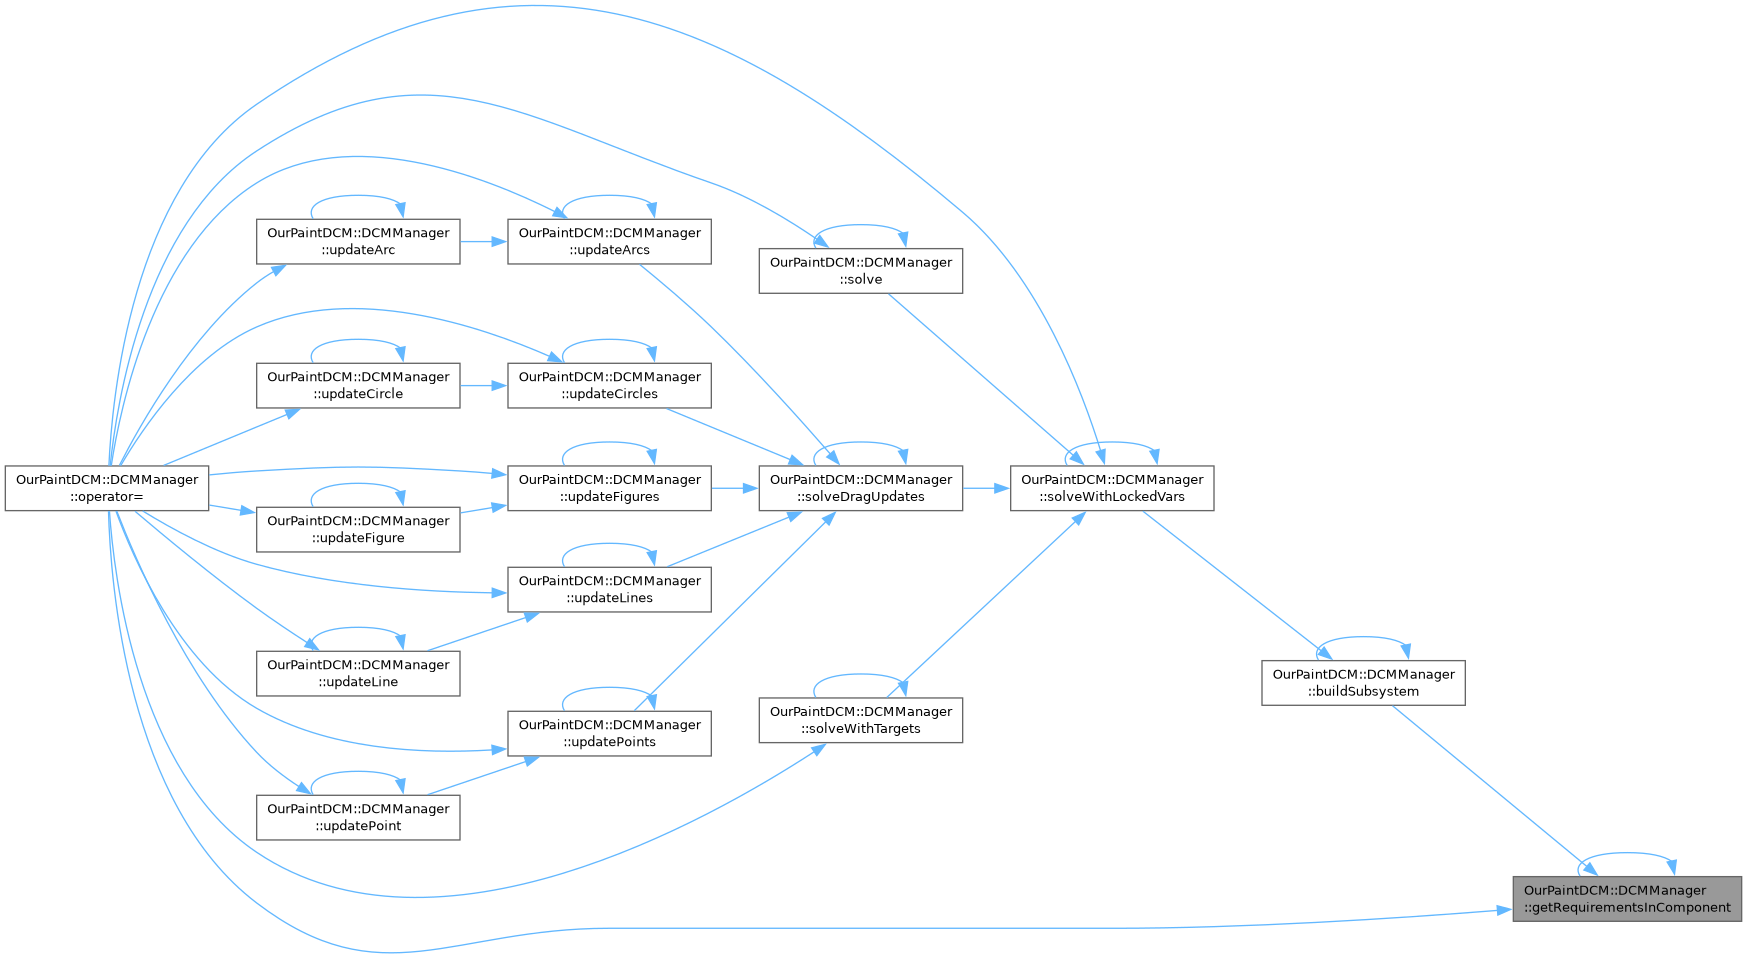 OurPaintDCM::DCMManager
::operator=
OurPaintDCM::DCMManager
::updateArc
OurPaintDCM::DCMManager
::updateCircle
OurPaintDCM::DCMManager
::updateFigure
OurPaintDCM::DCMManager
::updateLine
OurPaintDCM::DCMManager
::updatePoint
OurPaintDCM::DCMManager
::updateArcs
OurPaintDCM::DCMManager
::updateCircles
OurPaintDCM::DCMManager
::updateFigures
OurPaintDCM::DCMManager
::updateLines
OurPaintDCM::DCMManager
::updatePoints
OurPaintDCM::DCMManager
::solve
OurPaintDCM::DCMManager
::solveDragUpdates
OurPaintDCM::DCMManager
::solveWithTargets
OurPaintDCM::DCMManager
::solveWithLockedVars
OurPaintDCM::DCMManager
::buildSubsystem
OurPaintDCM::DCMManager
::getRequirementsInComponent